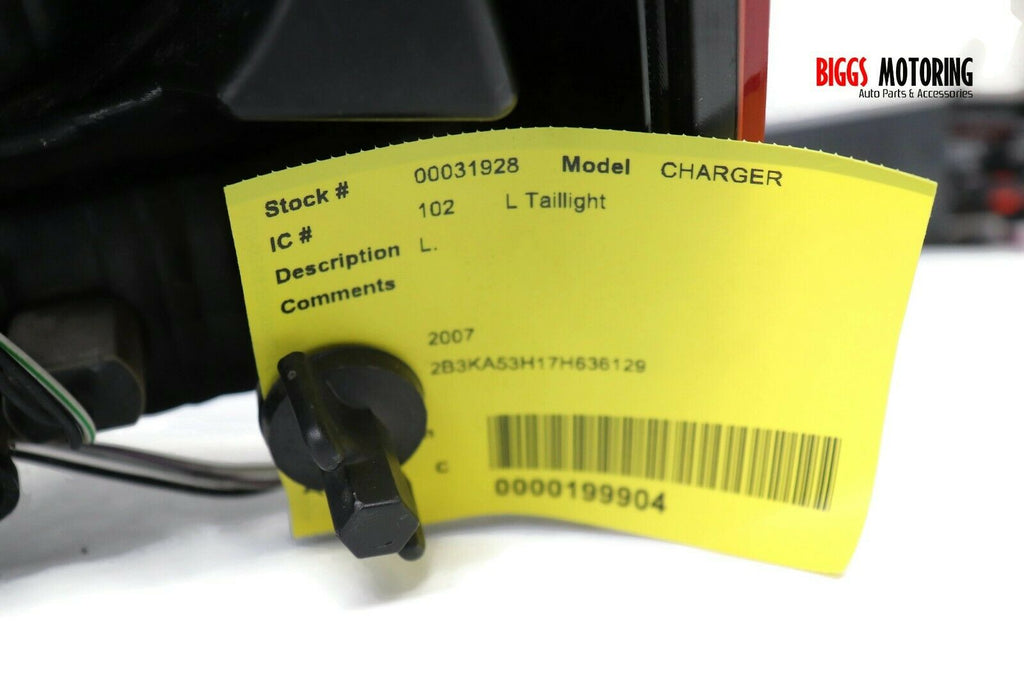 BIGGS MOTORING
Auto Parts & Accessories
Stock # 00031928 Model CHARGER
IC # 102 L Taillight
Description L.
Comments
2007
2B3KA53H17H636129
C
0000199904